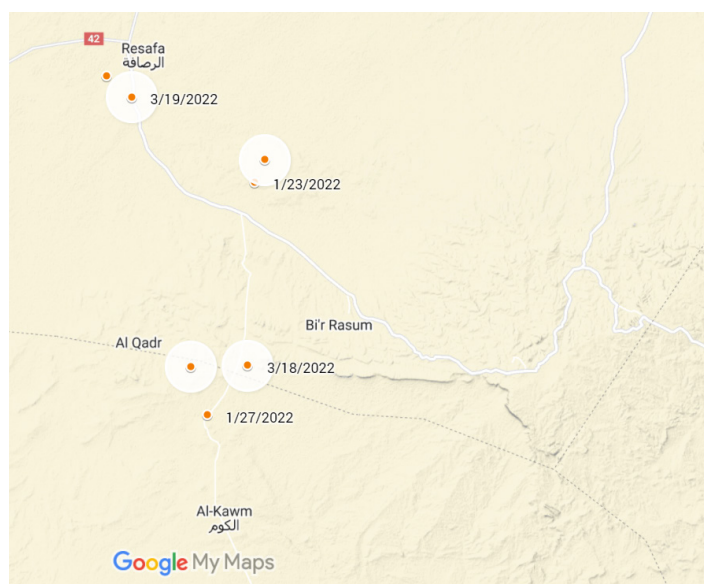 42
Resafa
الرصافة
3/19/2022
1/23/2022
Bi'r Rasum
Al Qadr
3/18/2022
1/27/2022
Al-Kawm
الكوم
Google My Maps